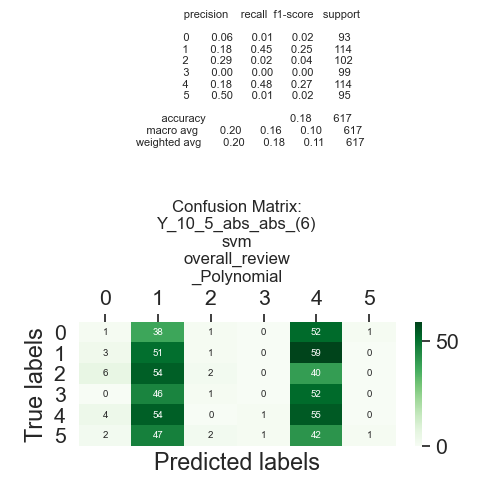 precision recall f1-score support
0 0.06 0.01 0.02 93
1 0.18 0.45 0.25 114
2 0.29 0.02 0.04 102
3 0.00 0.00 0.00 99
4 0.18 0.48 0.27 114
5 0.50 0.01 0.02 95
accuracy 0.18 617
macro avg 0.20 0.16 0.10 617
weighted avg 0.20 0.18 0.11 617
Confusion Matrix:
Y_10_5_abs_abs_(6)
svm
overall_review
_Polynomial
0 1 2 3 4 5
0 1 38 1 0 52 1
1 3 51 1 0 59 0
2 6 54 2 0 40 0
3 0 46 1 0 52 0
4 4 54 0 1 55 0
5 2 47 2 1 42 1
True labels
Predicted labels
50
0